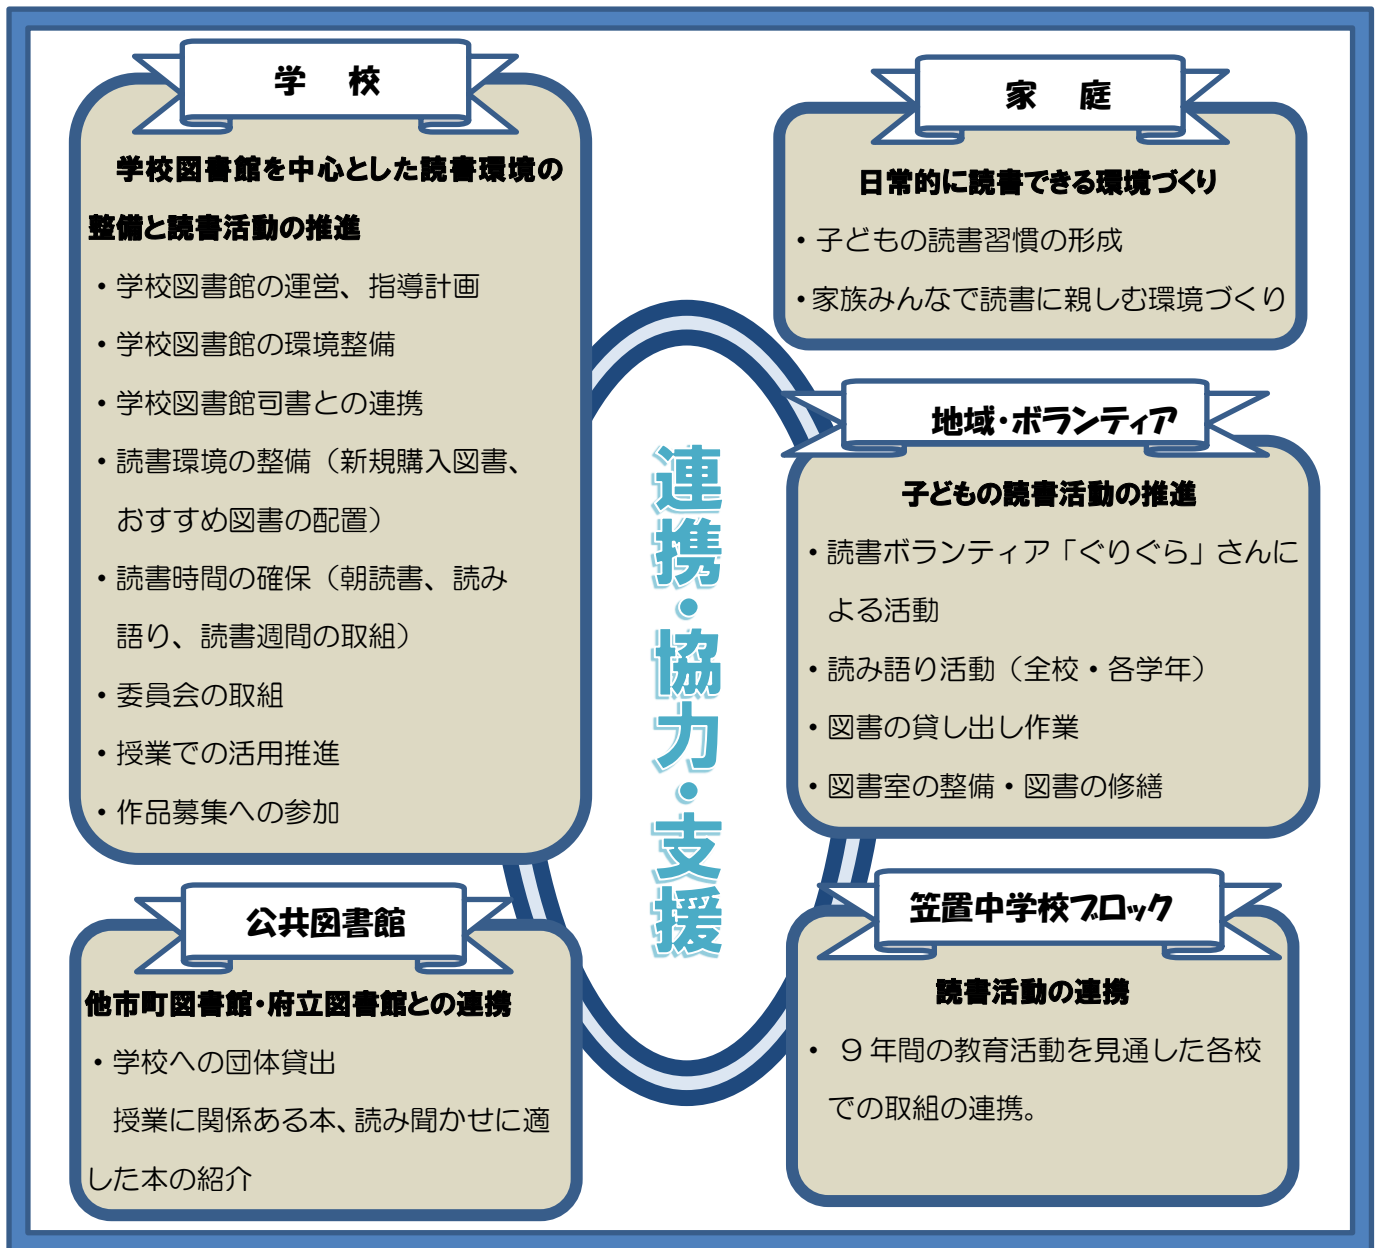 学　校
学校図書館を中心とした読書環境の
整備と読書活動の推進
・学校図書館の運営、指導計画
・学校図書館の環境整備
・学校図書館司書との連携
・読書環境の整備（新規購入図書、
おすすめ図書の配置）
・読書時間の確保（朝読書、読み
語り、読書週間の取組）
・委員会の取組
・授業での活用推進
・作品募集への参加
家　庭
日常的に読書できる環境づくり
・子どもの読書習慣の形成
・家族みんなで読書に親しむ環境づくり
連携・協力・支援
地域・ボランティア
子どもの読書活動の推進
・読書ボランティア「ぐりぐら」さんに
よる活動
・読み語り活動（全校・各学年）
・図書の貸し出し作業
・図書室の整備・図書の修繕
公共図書館
他市町図書館・府立図書館との連携
・学校への団体貸出
授業に関係ある本、読み聞かせに適
した本の紹介
笠置中学校ブロック
読書活動の連携
・ ９年間の教育活動を見通した各校
での取組の連携。